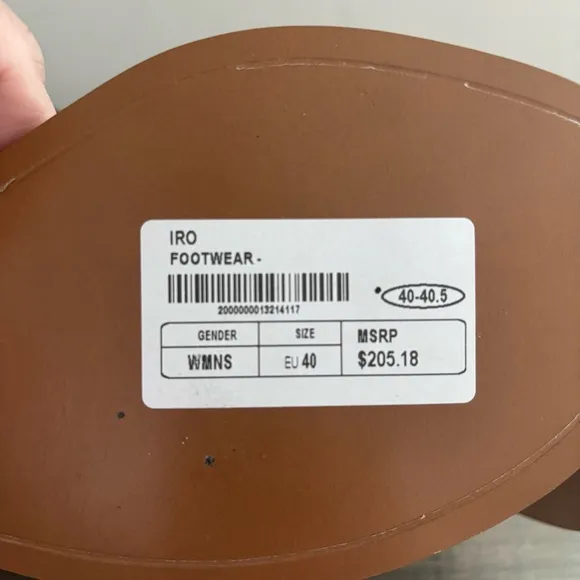 IRO
FOOTWEAR -
40-40.5
2000000013214117
GENDER SIZE MSRP
WMNS EU 40 $205.18